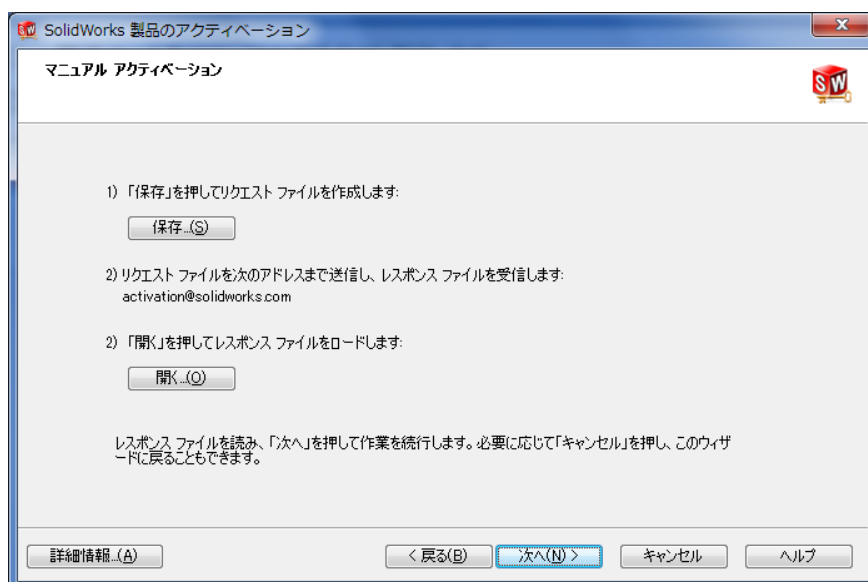 SolidWorks 製品のアクティベーション
マニュアル アクティベーション
SW
1) 「保存」を押してリクエスト ファイルを作成します:
保存...(S)
2) リクエスト ファイルを次のアドレスまで送信し、レスポンス ファイルを受信します:
activation@solidworks.com
2) 「開く」を押してレスポンス ファイルをロードします:
開く...(O)
レスポンス ファイルを読み、「次へ」を押して作業を続行します。必要に応じて「キャンセル」を押し、このウィザ
ードに戻ることもできます。
詳細情報...(A)
< 戻る(B)
次へ(N) >
キャンセル
ヘルプ